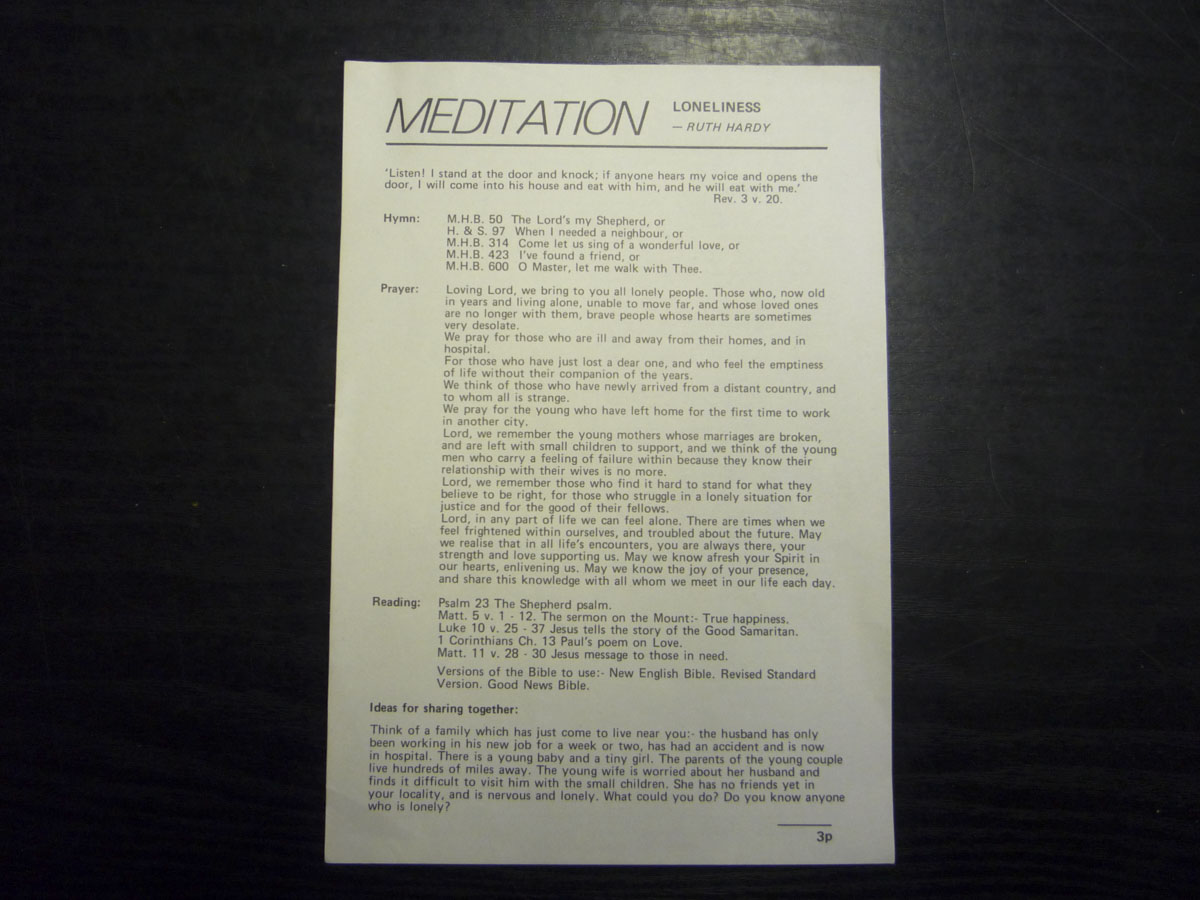 MEDITATION LONELINESS
— RUTH HARDY
'Listen! I stand at the door and knock; if anyone hears my voice and opens the
door, I will come into his house and eat with him, and he will eat with me.'
Rev. 3 v. 20.
Hymn: M.H.B. 50 The Lord's my Shepherd, or
H. & S. 97 When I needed a neighbour, or
M.H.B. 314 Come let us sing of a wonderful love, or
M.H.B. 423 I've found a friend, or
M.H.B. 600 O Master, let me walk with Thee.
Prayer: Loving Lord, we bring to you all lonely people. Those who, now old
in years and living alone, unable to move far, and whose loved ones
are no longer with them, brave people whose hearts are sometimes
very desolate.
We pray for those who are ill and away from their homes, and in
hospital.
For those who have just lost a dear one, and who feel the emptiness
of life without their companion of the years.
We think of those who have newly arrived from a distant country, and
to whom all is strange.
We pray for the young who have left home for the first time to work
in another city.
Lord, we remember the young mothers whose marriages are broken,
and are left with small children to support, and we think of the young
men who carry a feeling of failure within because they know their
relationship with their wives is no more.
Lord, we remember those who find it hard to stand for what they
believe to be right, for those who struggle in a lonely situation for
justice and for the good of their fellows.
Lord, in any part of life we can feel alone. There are times when we
feel frightened within ourselves, and troubled about the future. May
we realise that in all life's encounters, you are always there, your
strength and love supporting us. May we know afresh your Spirit in
our hearts, enlivening us. May we know the joy of your presence,
and share this knowledge with all whom we meet in our life each day.
Reading: Psalm 23 The Shepherd psalm.
Matt. 5 v. 1 - 12. The sermon on the Mount:- True happiness.
Luke 10 v. 25 - 37 Jesus tells the story of the Good Samaritan.
1 Corinthians Ch. 13 Paul's poem on Love.
Matt. 11 v. 28 - 30 Jesus message to those in need.
Versions of the Bible to use:- New English Bible. Revised Standard
Version. Good News Bible.
Ideas for sharing together:
Think of a family which has just come to live near you:- the husband has only
been working in his new job for a week or two, has had an accident and is now
in hospital. There is a young baby and a tiny girl. The parents of the young couple
live hundreds of miles away. The young wife is worried about her husband and
finds it difficult to visit him with the small children. She has no friends yet in
your locality, and is nervous and lonely. What could you do? Do you know anyone
who is lonely?
3p